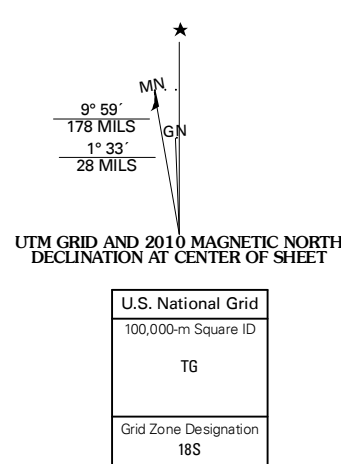 ★
MN
9° 59´
178 MILS
GN
1° 33´
28 MILS
UTM GRID AND 2010 MAGNETIC NORTH
DECLINATION AT CENTER OF SHEET
U.S. National Grid
100,000-m Square ID
TG
Grid Zone Designation
18S